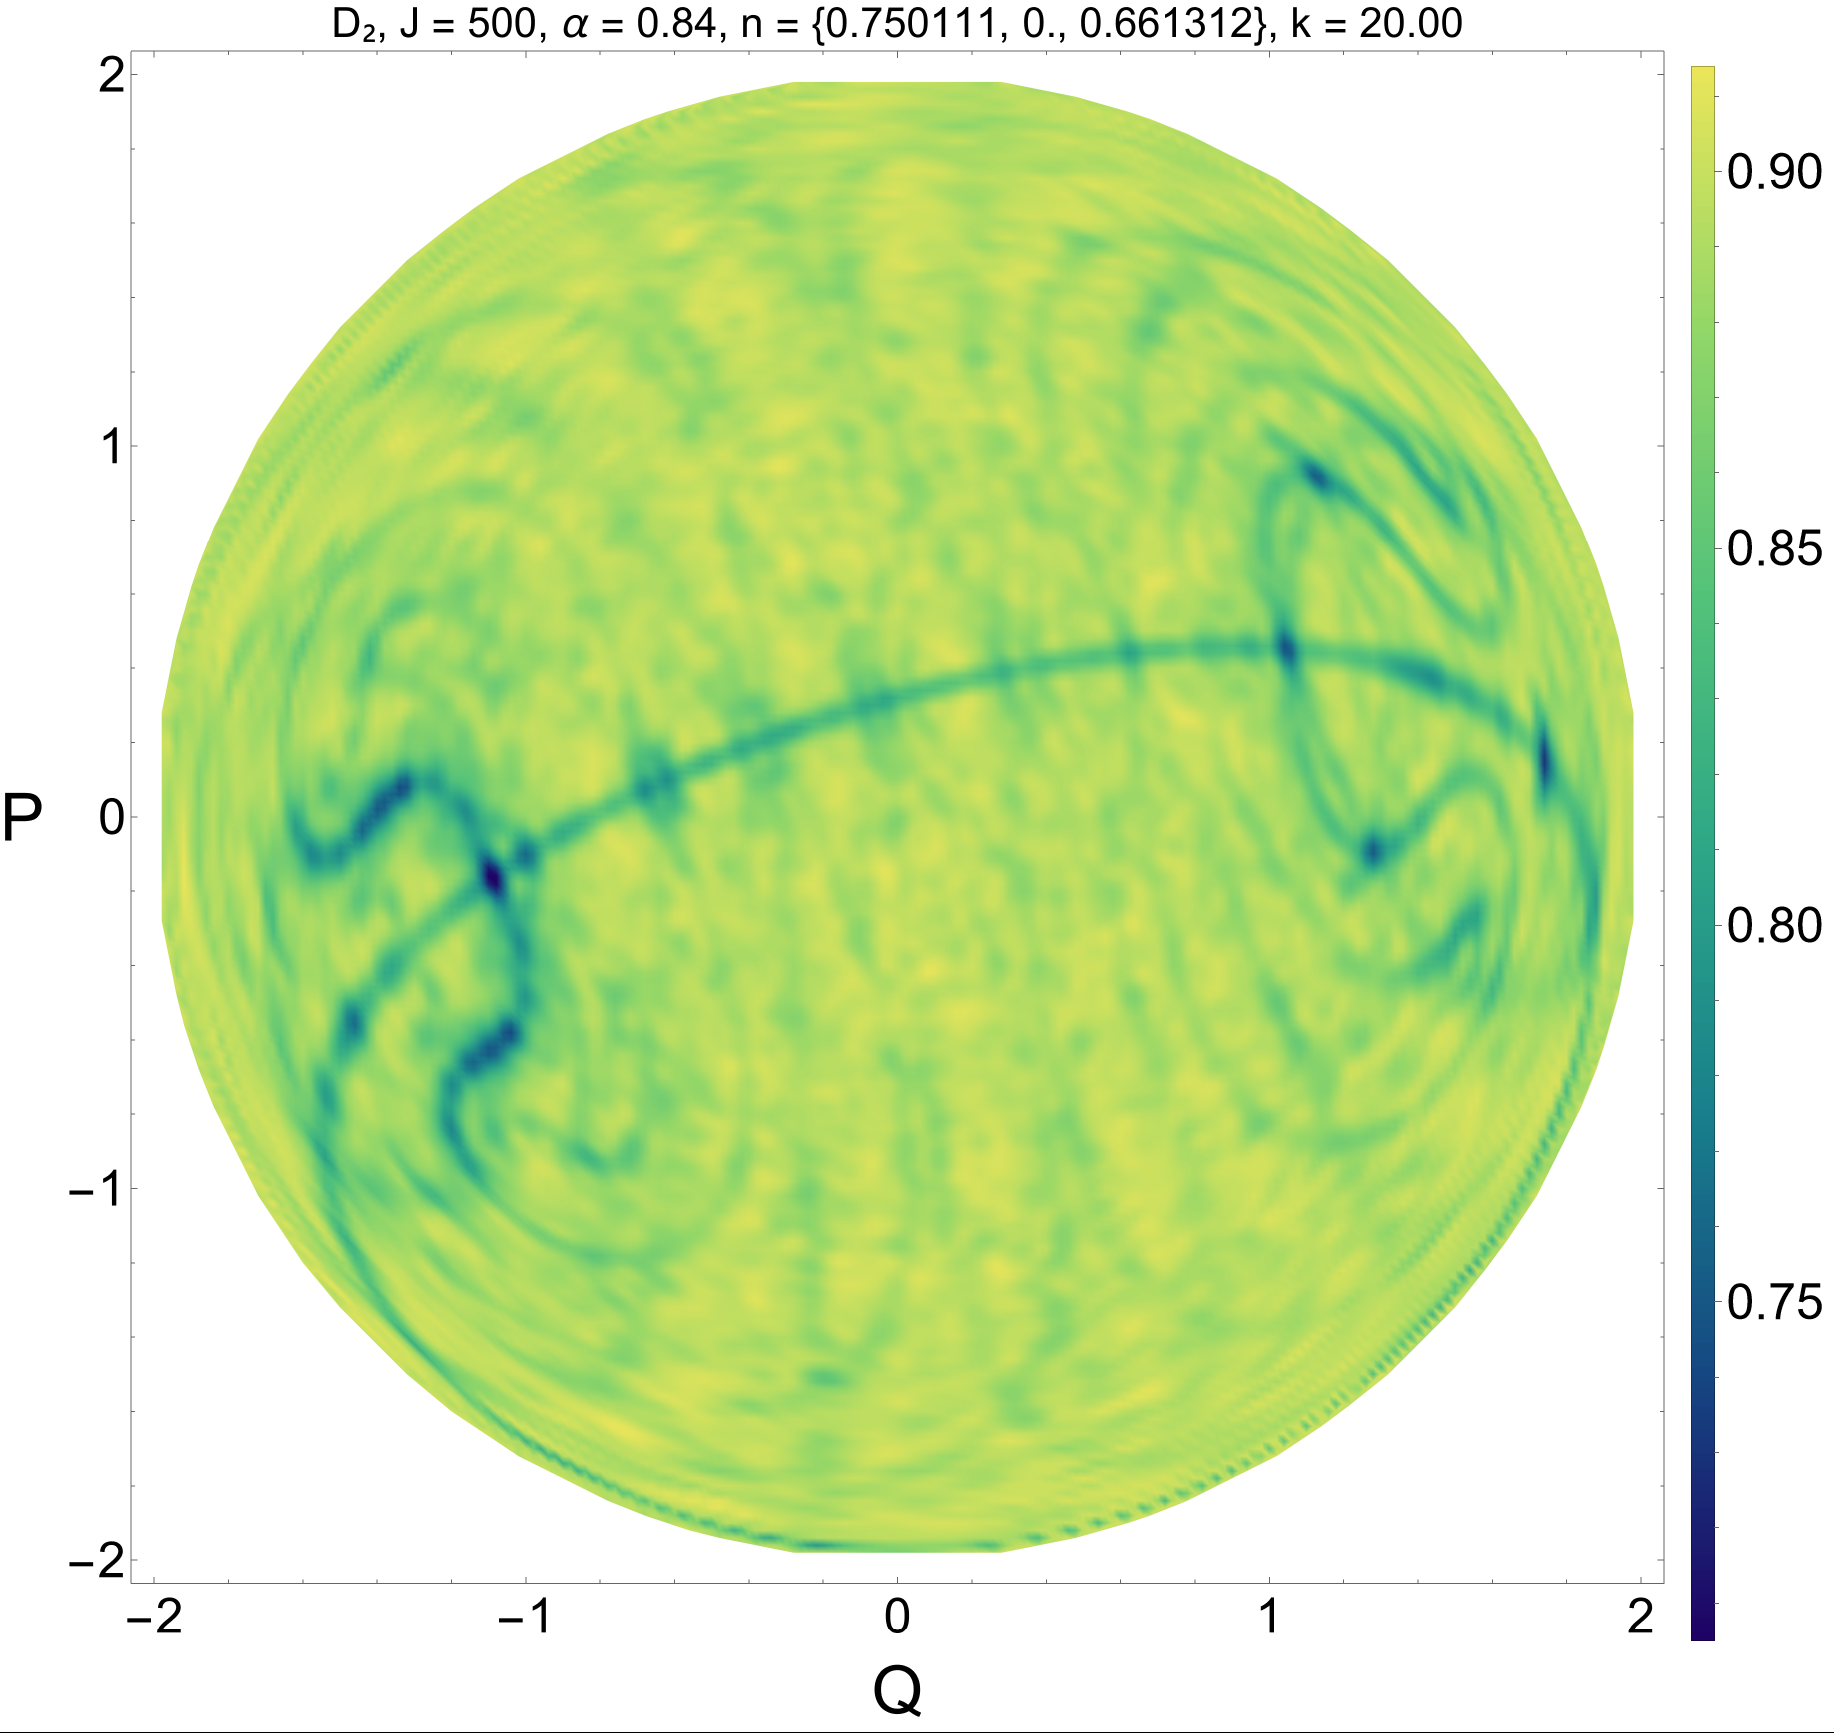 D₂, J = 500, α = 0.84, n = {0.750111, 0., 0.661312}, k = 20.00
2
1
P 0
−1
−2
−2 −1 0 1 2
Q
0.90
0.85
0.80
0.75